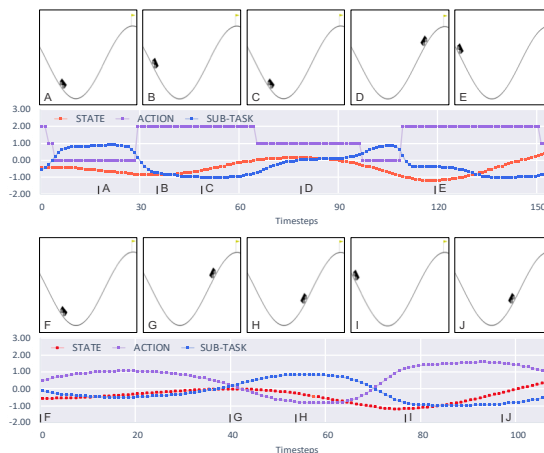 A B C D E
3.00 STATE ACTION SUB-TASK
2.00
1.00
0.00
-1.00 A B C D E
-2.00
0 30 60 90 120 150
Timesteps
F G H I J
3.00 STATE ACTION SUB-TASK
2.00
1.00
0.00
-1.00
-2.00 F G H I J
0 20 40 60 80 100
Timesteps